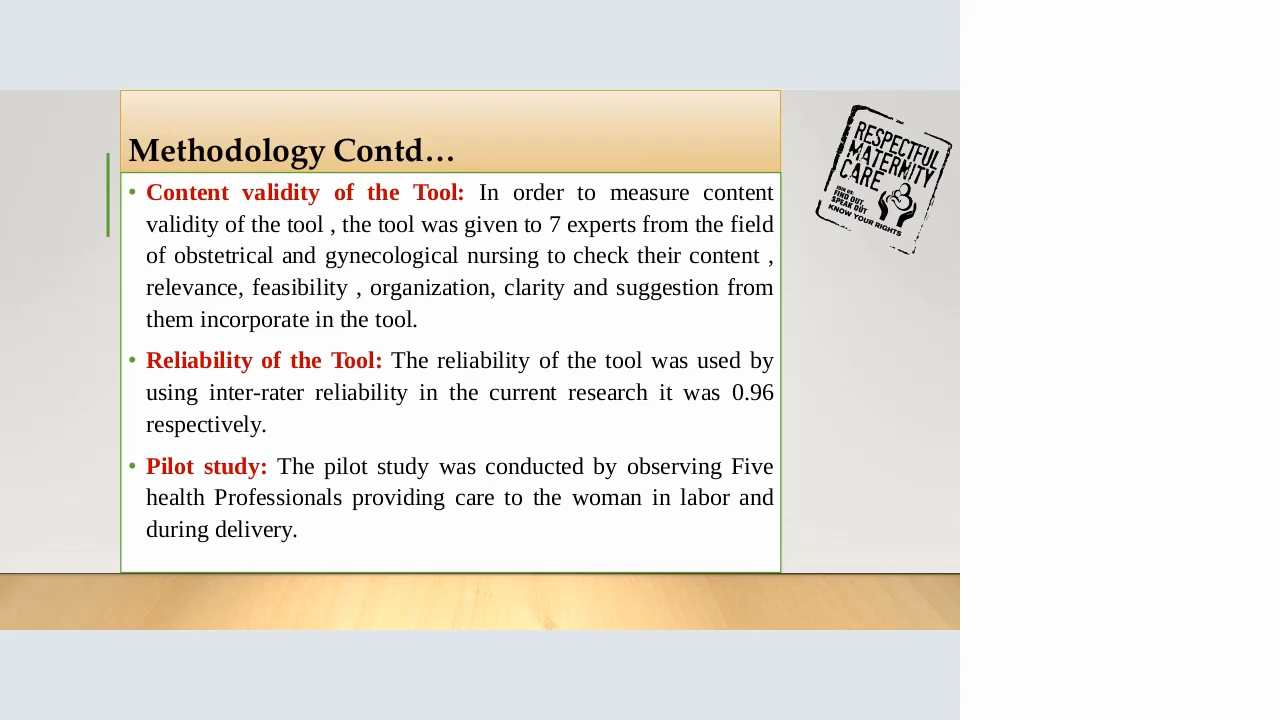 Methodology Contd…
• Content validity of the Tool: In order to measure content
validity of the tool , the tool was given to 7 experts from the field
of obstetrical and gynecological nursing to check their content ,
relevance, feasibility , organization, clarity and suggestion from
them incorporate in the tool.
• Reliability of the Tool: The reliability of the tool was used by
using inter-rater reliability in the current research it was 0.96
respectively.
• Pilot study: The pilot study was conducted by observing Five
health Professionals providing care to the woman in labor and
during delivery.
RESPECTFUL
MATERNITY
CARE
FIND OUT
SPEAK OUT
KNOW YOUR RIGHTS